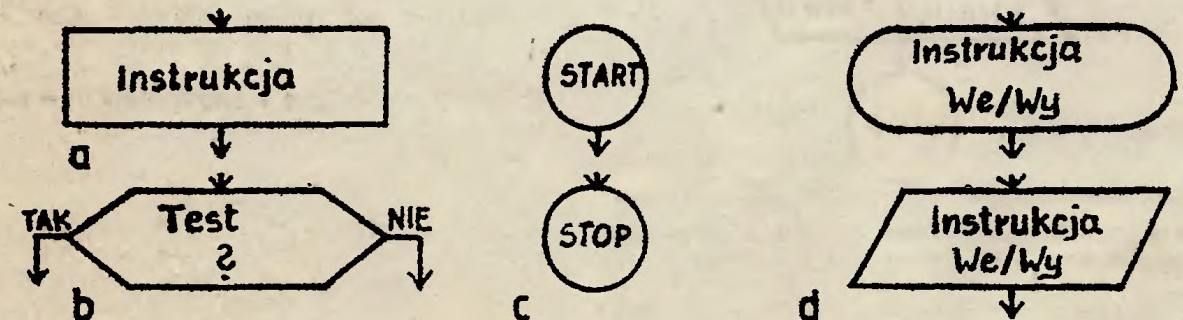 Instrukcja
a
TAK
Test
?
NIE
b
START
STOP
c
Instrukcja
We/Wy
Instrukcja
We/Wy
d